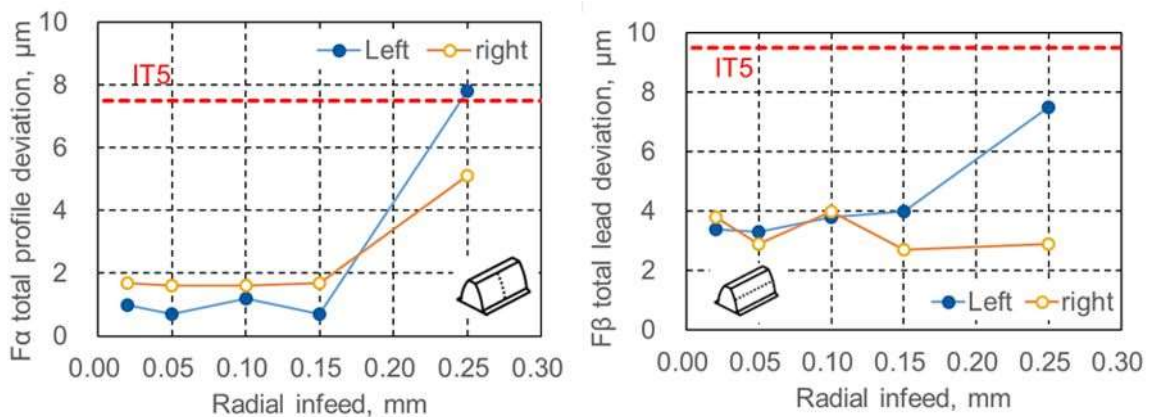 Fα total profile deviation, μm
10
8
6
4
2
0
IT5
Left
right
0.00 0.05 0.10 0.15 0.20 0.25 0.30
Radial infeed, mm
Fβ total lead deviation, μm
10
8
6
4
2
0
IT5
Left
right
0.00 0.05 0.10 0.15 0.20 0.25 0.30
Radial infeed, mm